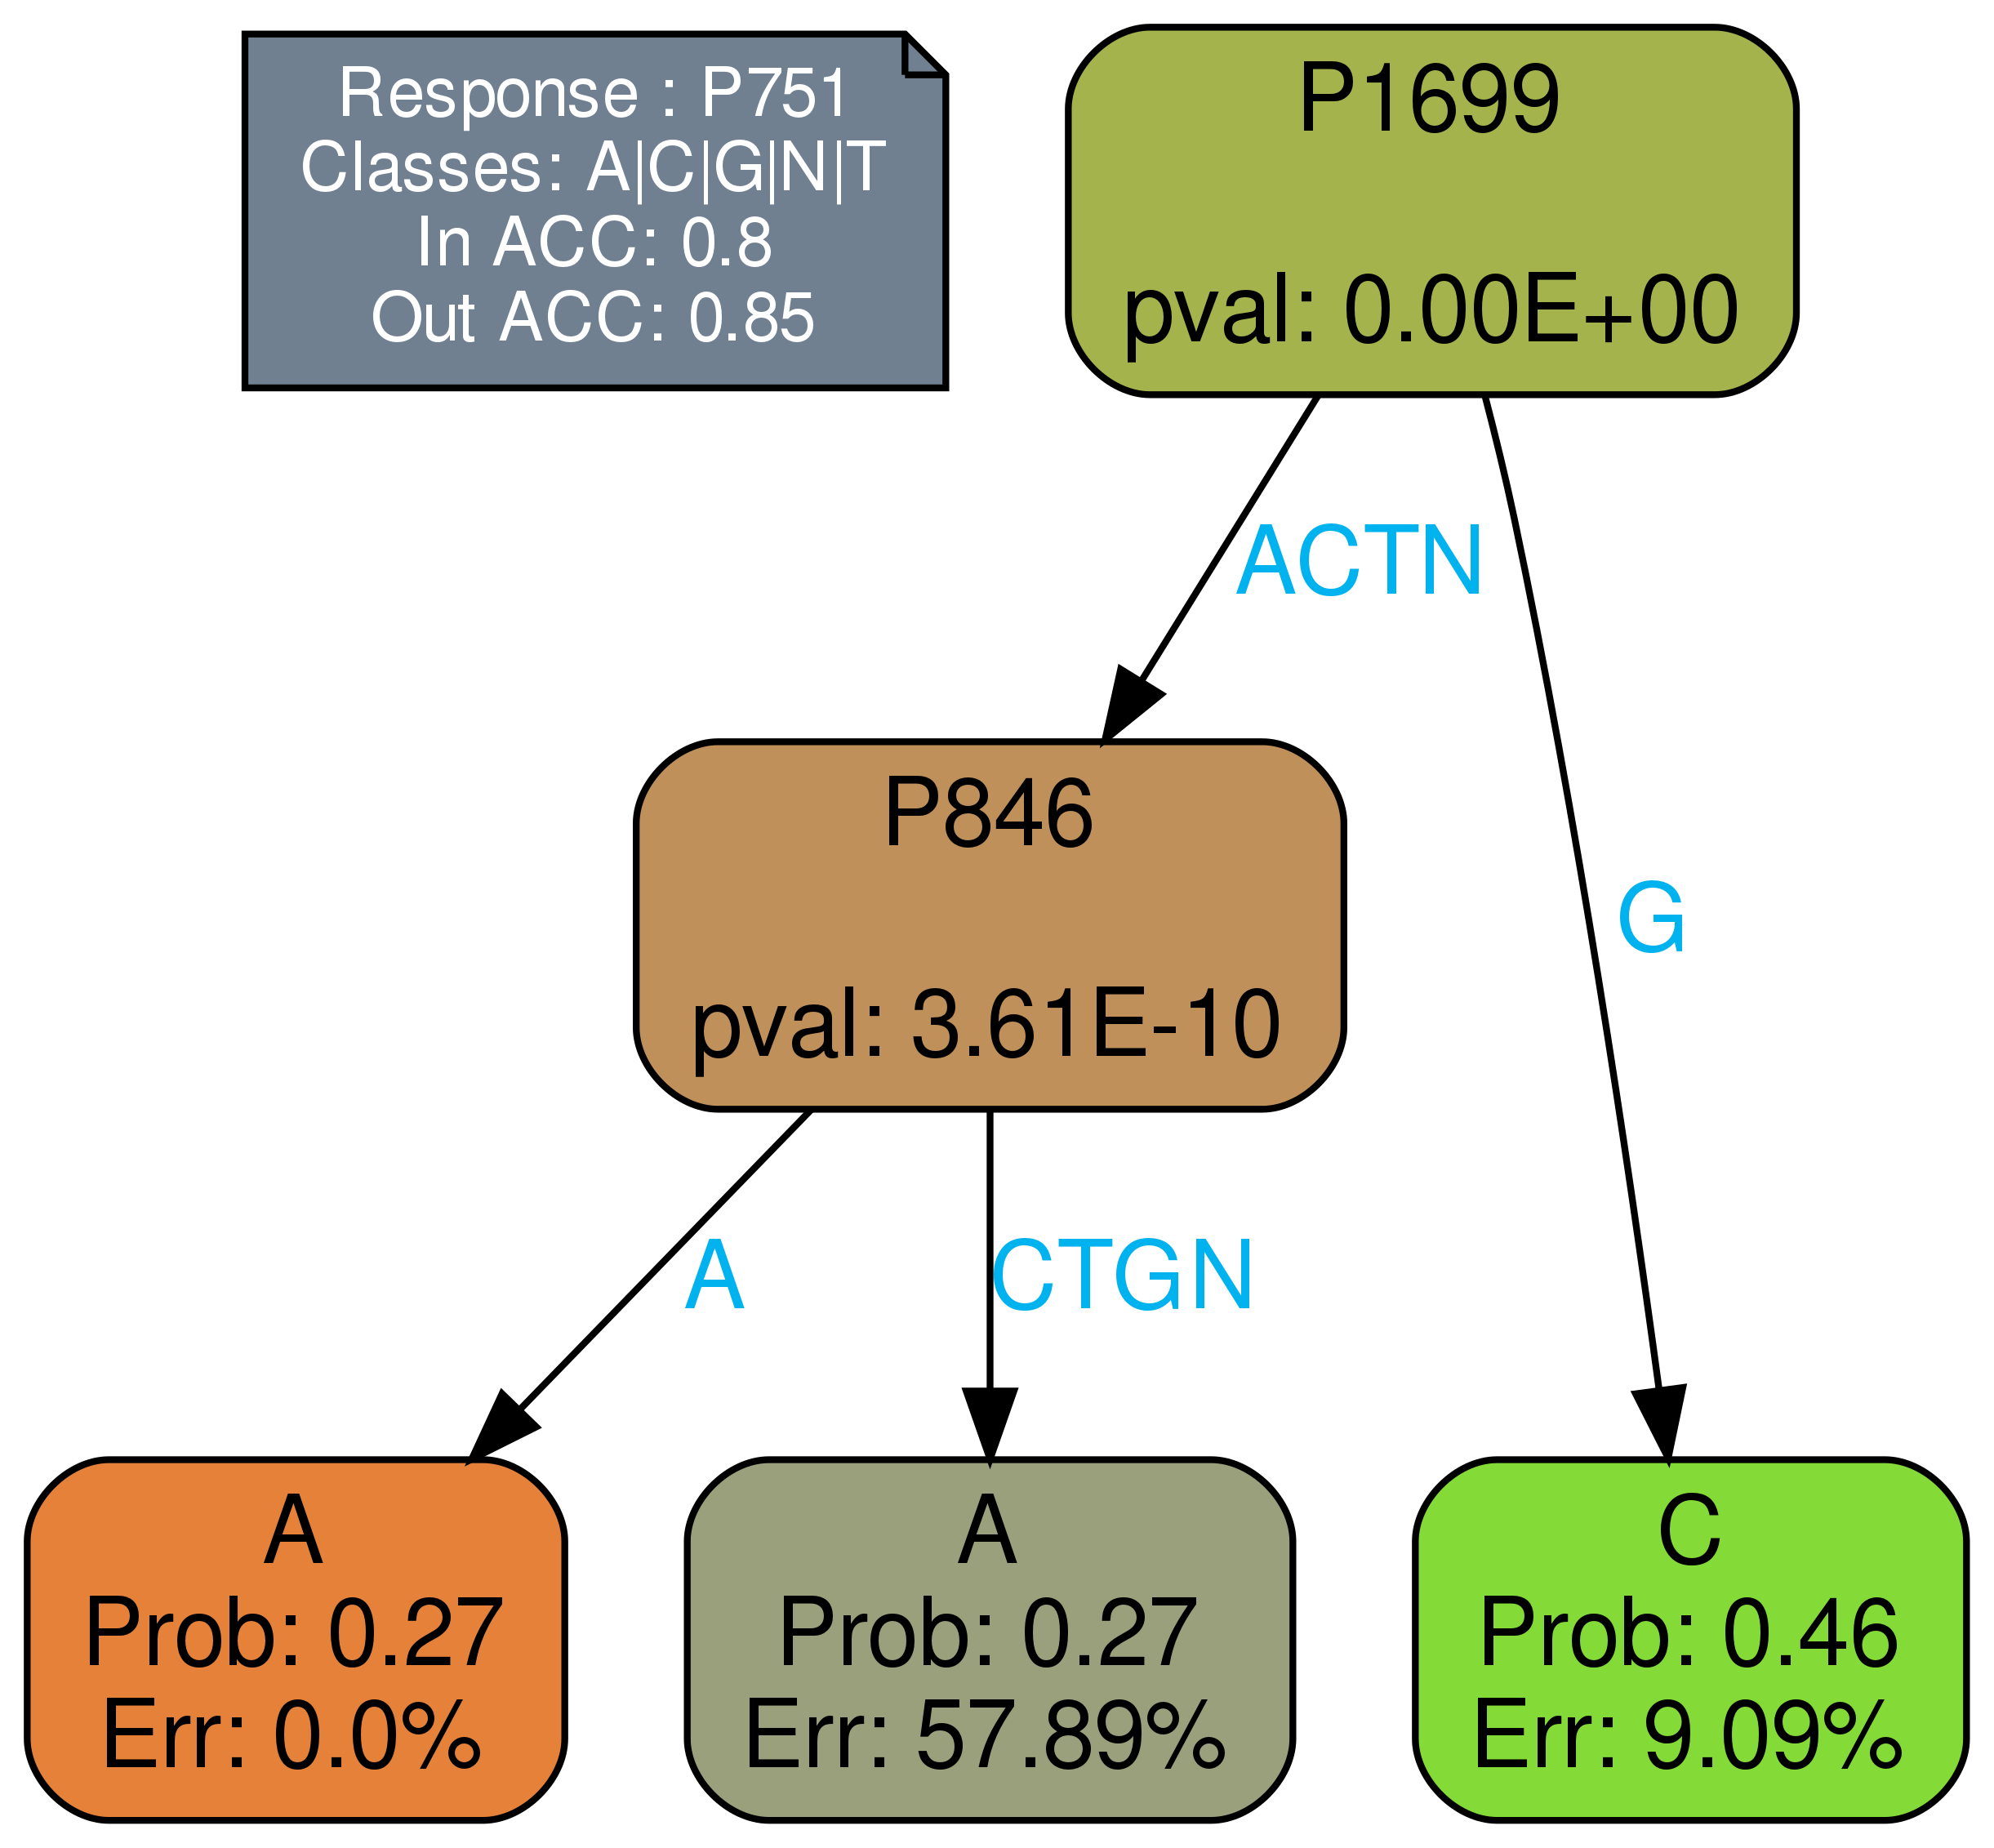 Response : P751
Classes: A|C|G|N|T
In ACC: 0.8
Out ACC: 0.85
P1699
pval: 0.00E+00
ACTN
G
P846
pval: 3.61E-10
A
CTGN
A
Prob: 0.27
Err: 0.0%
A
Prob: 0.27
Err: 57.89%
C
Prob: 0.46
Err: 9.09%